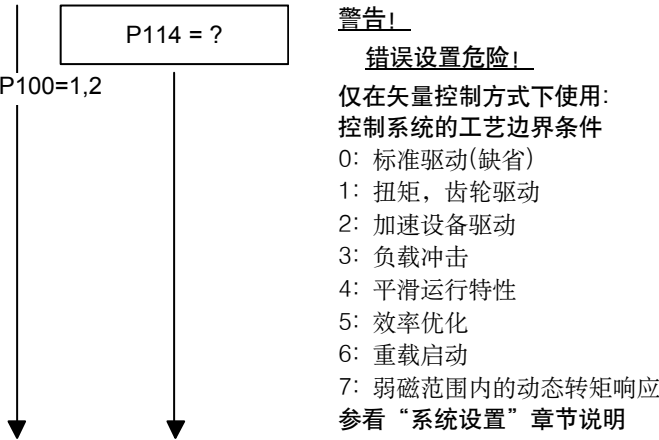 P114 = ?
P100=1,2
警告!
错误设置危险!
仅在矢量控制方式下使用:
控制系统的工艺边界条件
0: 标准驱动(缺省)
1: 扭矩，齿轮驱动
2: 加速设备驱动
3: 负载冲击
4: 平滑运行特性
5: 效率优化
6: 重载启动
7: 弱磁范围内的动态转矩响应
参看“系统设置”章节说明